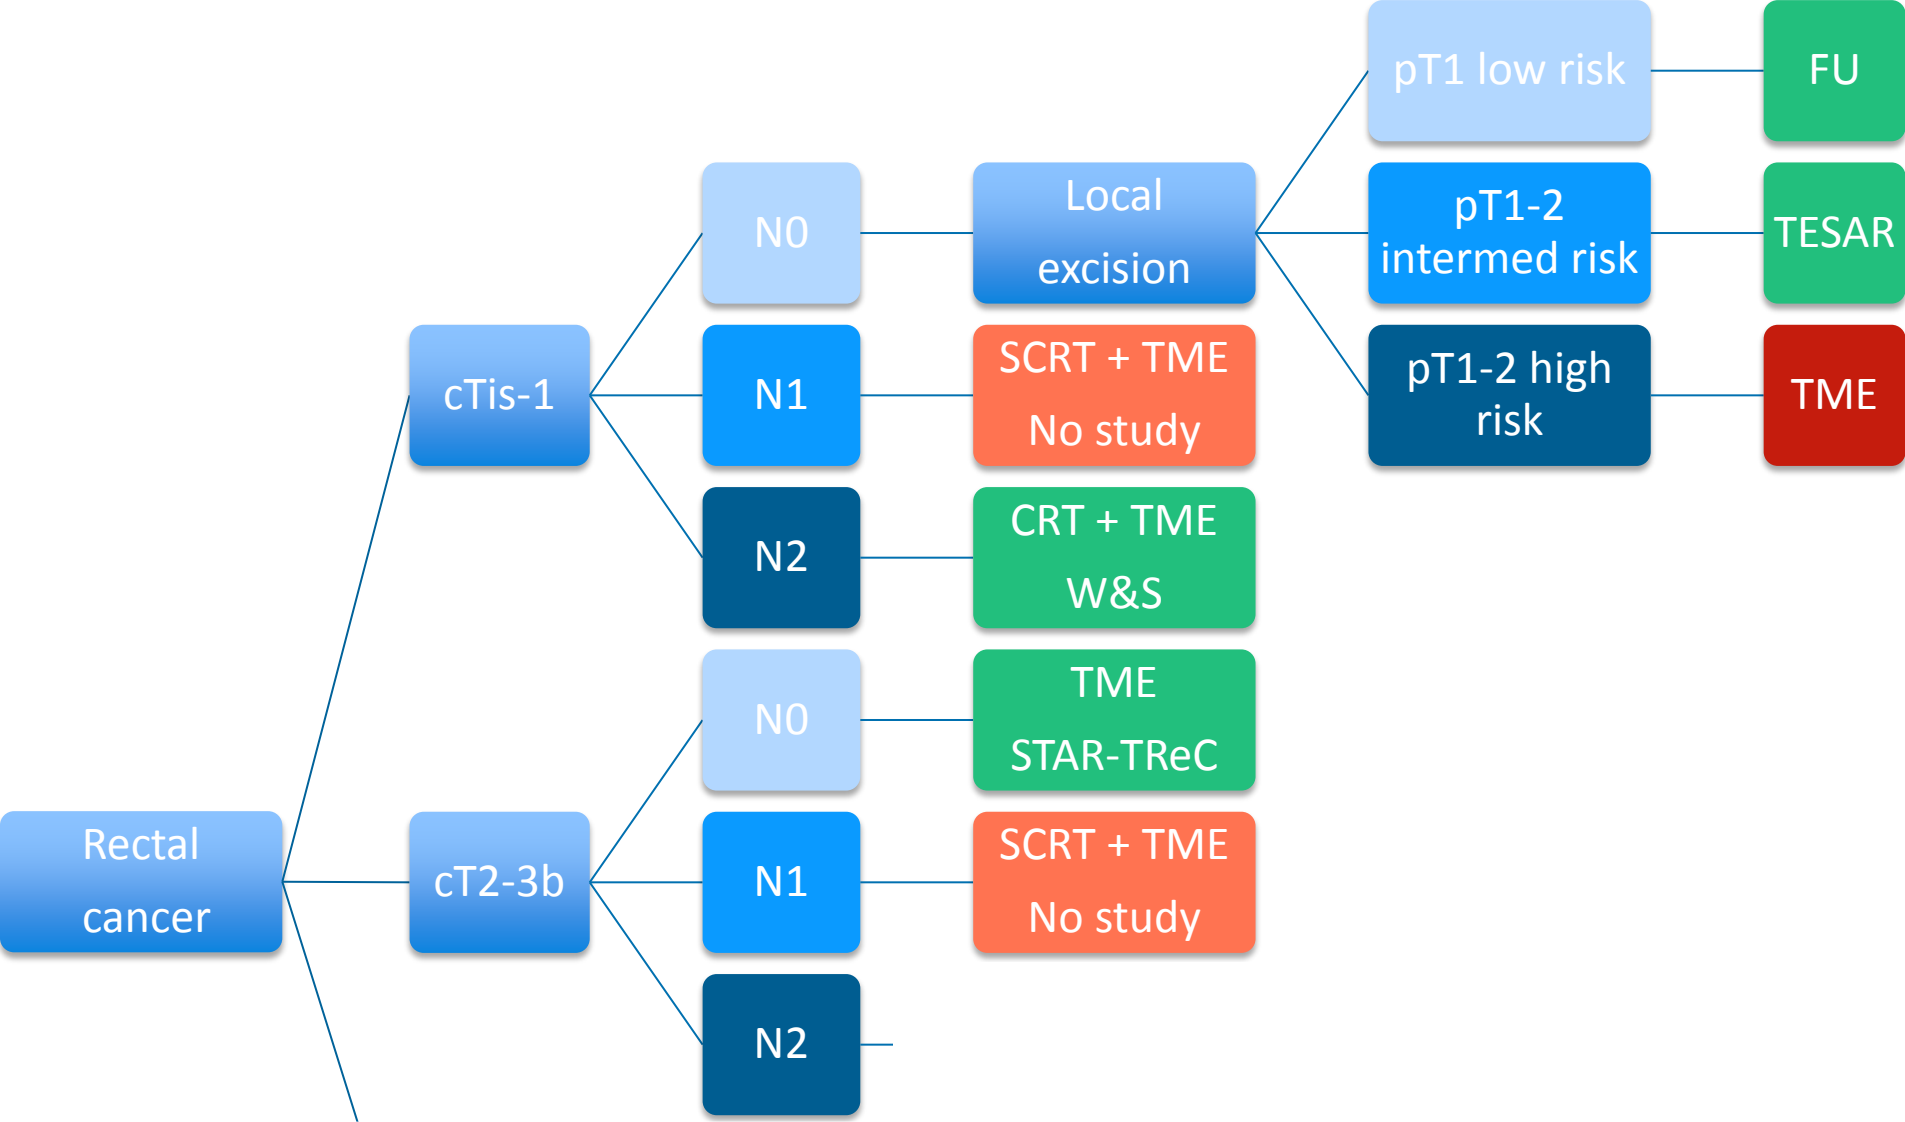 Rectal
cancer
cTis-1
N0
Local
excision
pT1 low risk
FU
pT1-2
intermed risk
TESAR
pT1-2 high
risk
TME
N1
SCRT + TME
No study
N2
CRT + TME
W&S
cT2-3b
N0
TME
STAR-TReC
N1
SCRT + TME
No study
N2